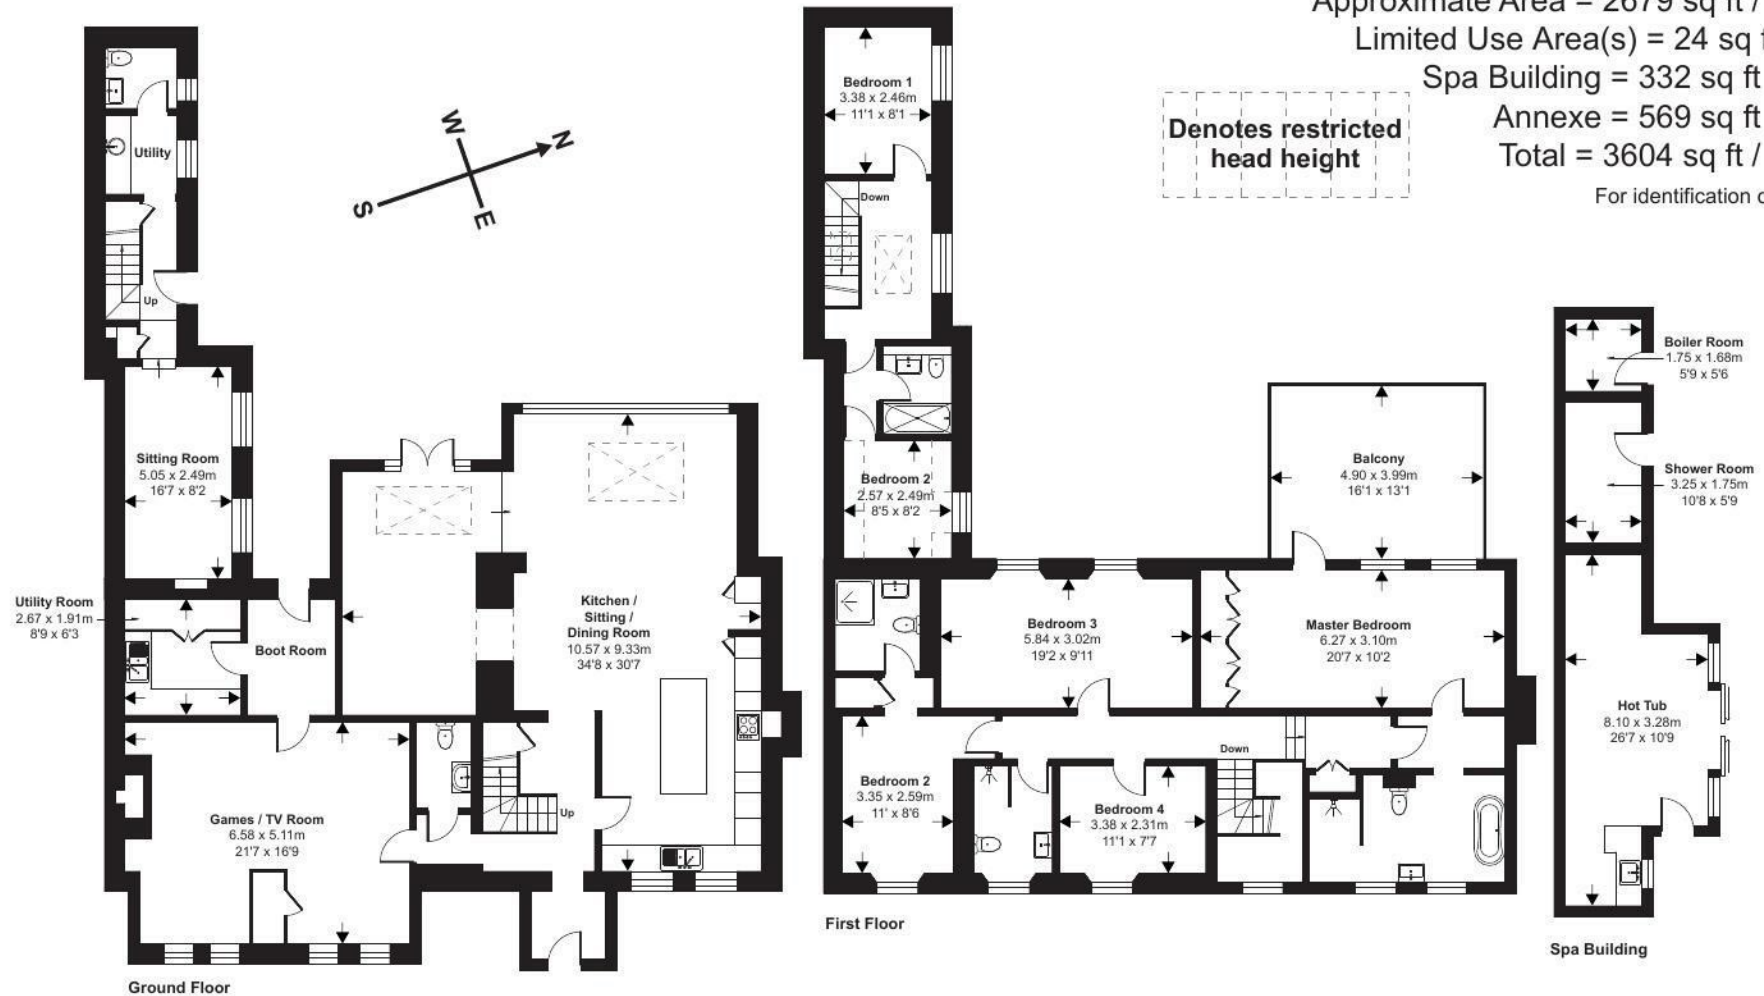 Approximate Area = 2679 sq ft /
Limited Use Area(s) = 24 sq f
Spa Building = 332 sq ft
Annexe = 569 sq ft
Total = 3604 sq ft /
For identification o
Denotes restricted
head height
W
N
S
E
Utility
Up
Sitting Room
5.05 x 2.49m
16'7 x 8'2
Utility Room
2.67 x 1.91m
8'9 x 6'3
Boot Room
Kitchen /
Sitting /
Dining Room
10.57 x 9.33m
34'8 x 30'7
Games / TV Room
6.58 x 5.11m
21'7 x 16'9
Up
Ground Floor
Bedroom 1
3.38 x 2.46m
11'1 x 8'1
Down
Bedroom 2
2.57 x 2.49m
8'5 x 8'2
Balcony
4.90 x 3.99m
16'1 x 13'1
Bedroom 3
5.84 x 3.02m
19'2 x 9'11
Master Bedroom
6.27 x 3.10m
20'7 x 10'2
Down
Bedroom 2
3.35 x 2.59m
11' x 8'6
Bedroom 4
3.38 x 2.31m
11'1 x 7'7
First Floor
Boiler Room
1.75 x 1.68m
5'9 x 5'6
Shower Room
3.25 x 1.75m
10'8 x 5'9
Hot Tub
8.10 x 3.28m
26'7 x 10'9
Spa Building